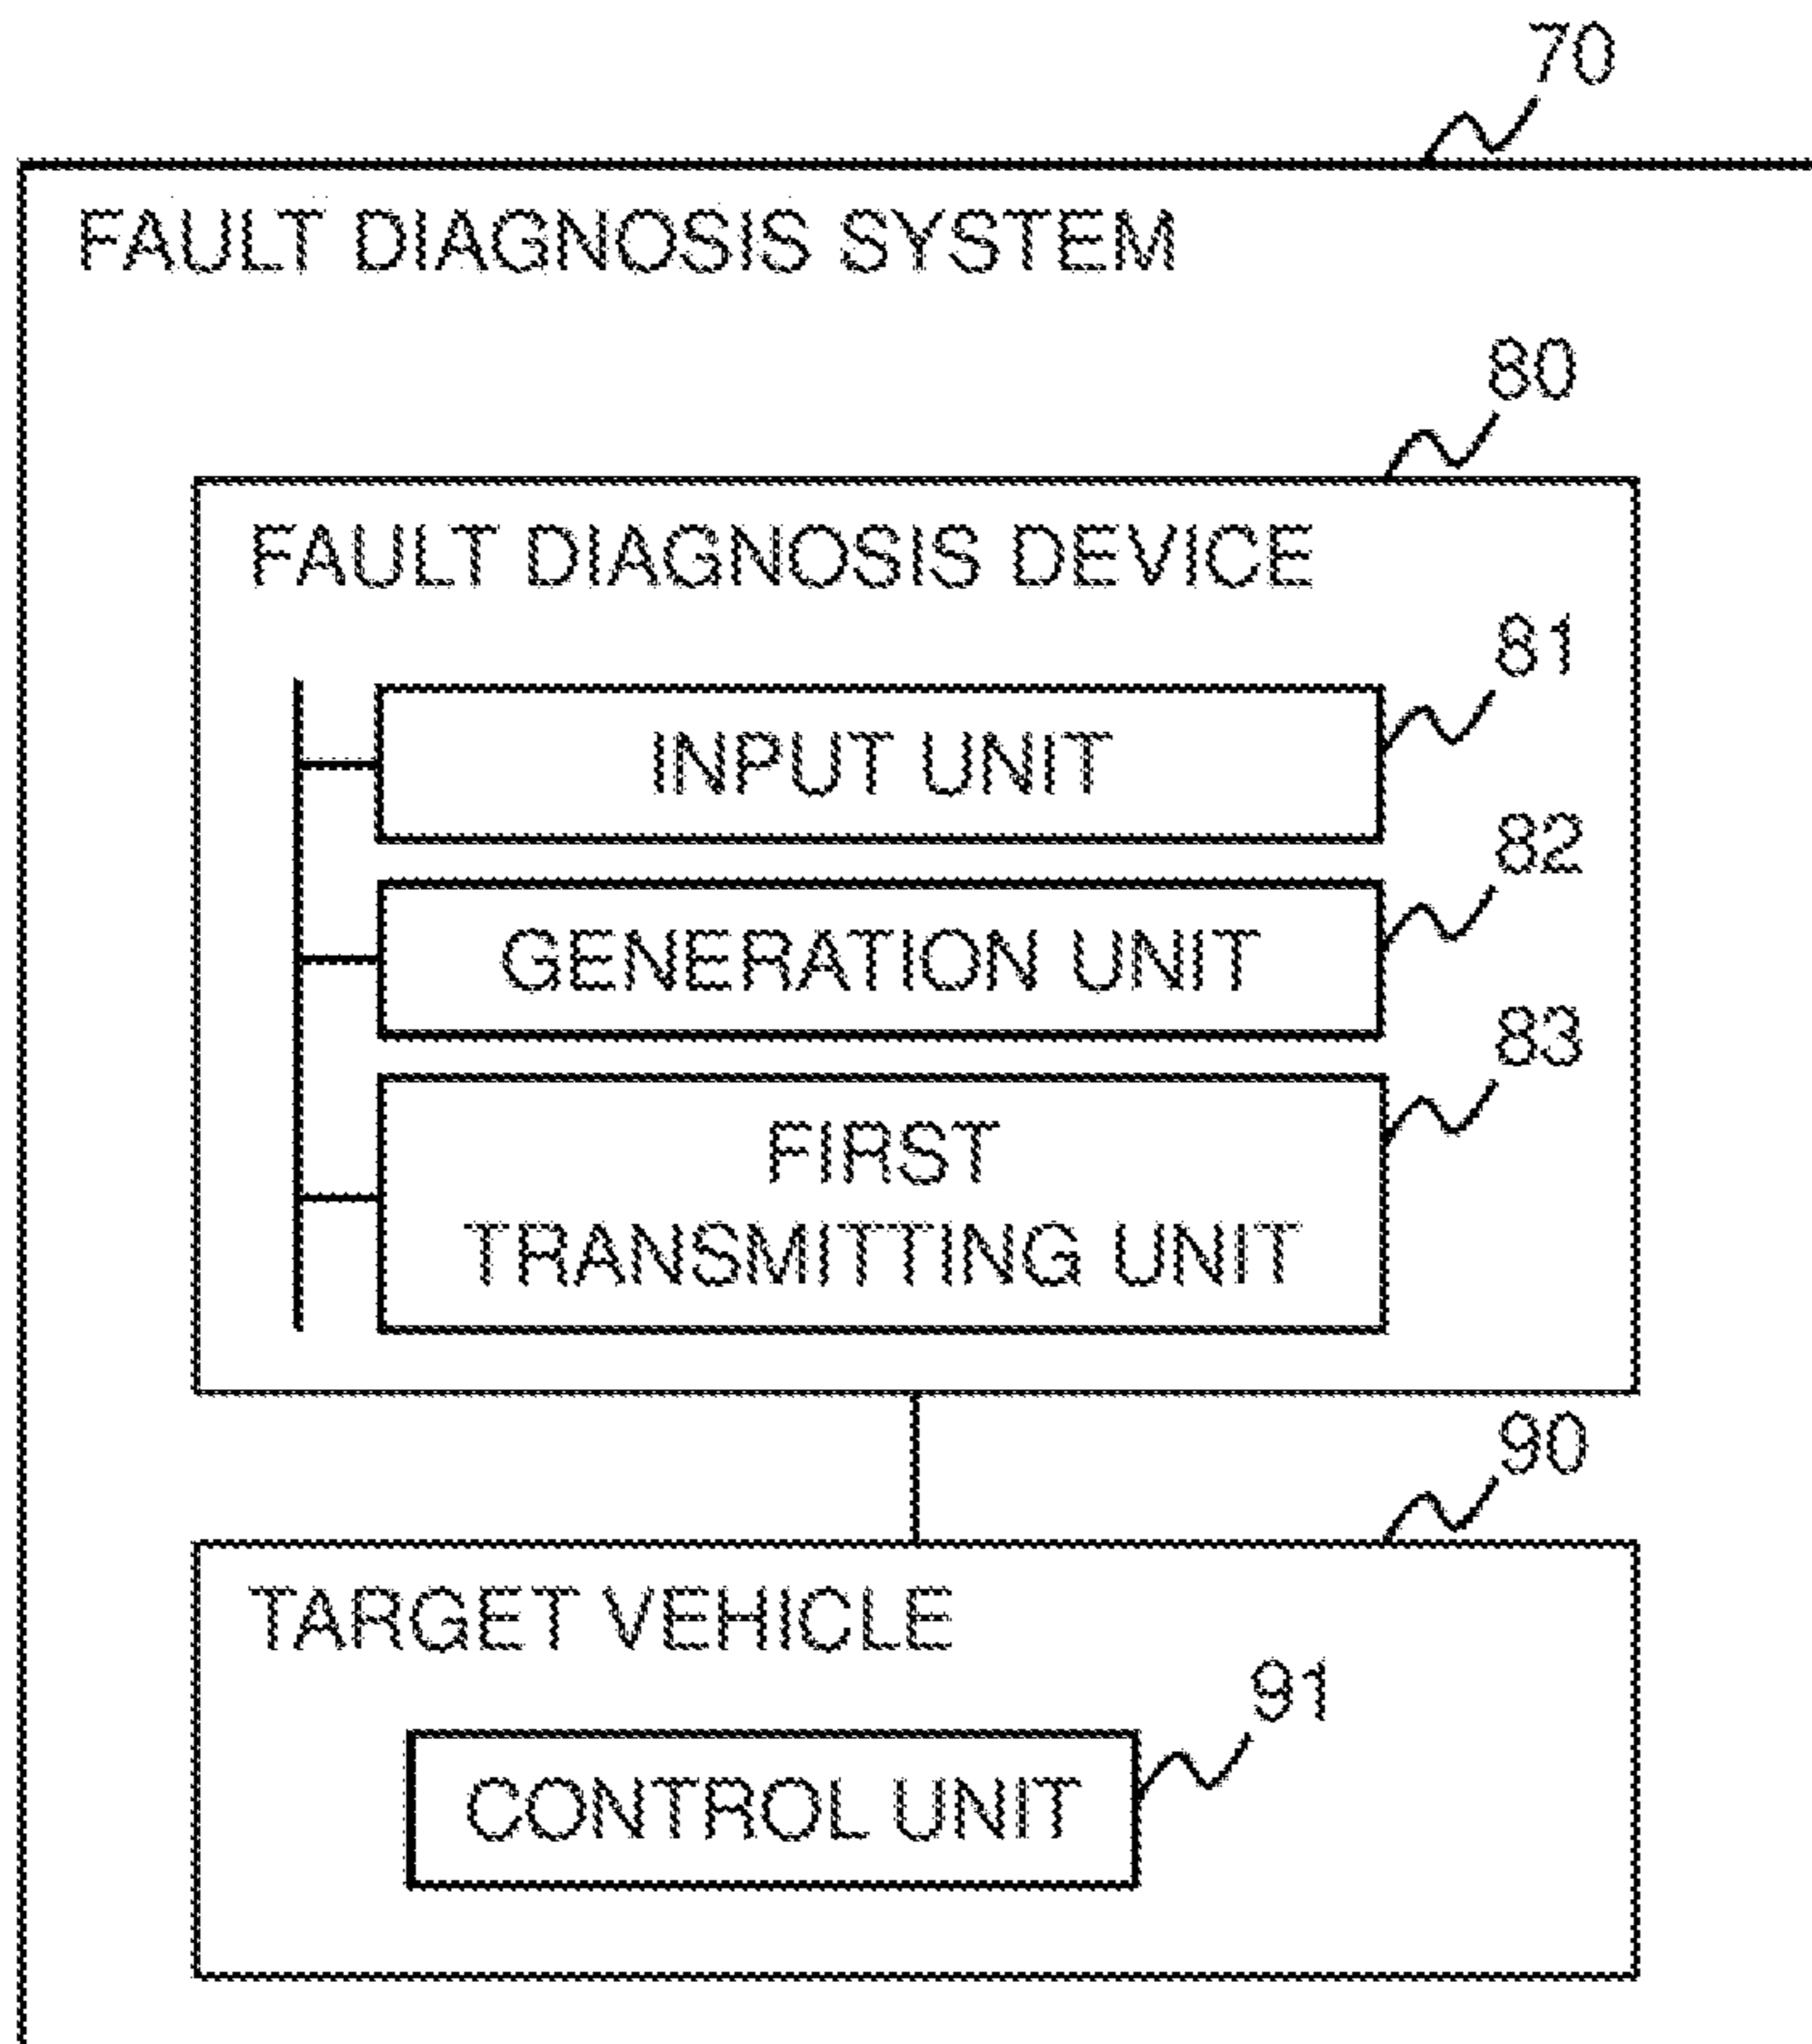 70
FAULT DIAGNOSIS SYSTEM
80
FAULT DIAGNOSIS DEVICE
81
INPUT UNIT
82
GENERATION UNIT
83
FIRST
TRANSMITTING UNIT
90
TARGET VEHICLE
91
CONTROL UNIT